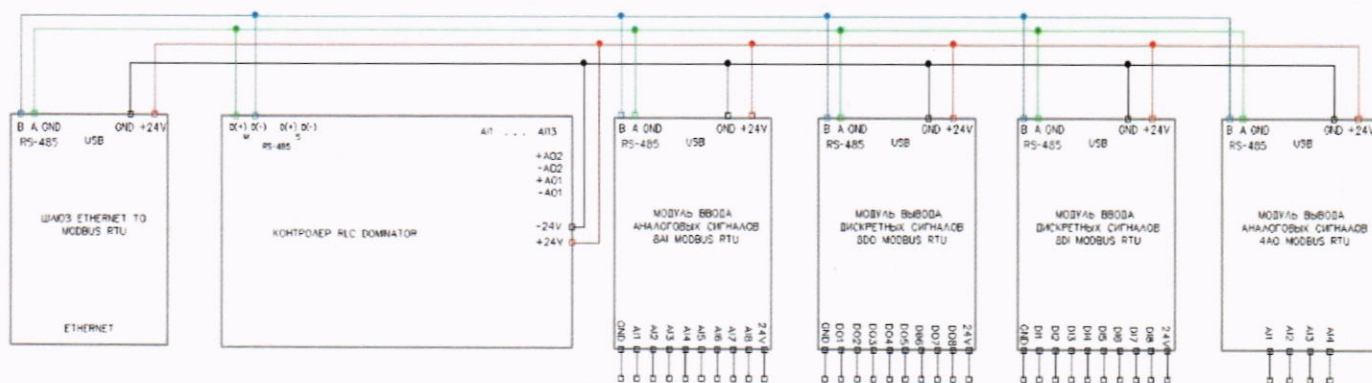 B A GND GND +24V
RS-485 USB
ШЛЮЗ ETHERNET TO
MODBUS RTU
ETHERNET
D(+) D(-) D(+) D(-)
M S
RS-485
AI1 ... AI13
+AO2
-AO2
+AO1
-AO1
-24V
+24V
КОНТРОЛЕР RLC DOMINATOR
B A GND GND +24V
RS-485 USB
МОДУЛЬ ВВОДА
АНАЛОГОВЫХ СИГНАЛОВ
8AI MODBUS RTU
GND AI1 AI2 AI3 AI4 AI5 AI6 AI7 AI8 24V
B A GND GND +24V
RS-485 USB
МОДУЛЬ ВЫВОДА
ДИСКРЕТНЫХ СИГНАЛОВ
8DO MODBUS RTU
GND DO1 DO2 DO3 DO4 DO5 DB6 DO7 DO8 24V
B A GND GND +24V
RS-485 USB
МОДУЛЬ ВВОДА
ДИСКРЕТНЫХ СИГНАЛОВ
8DI MODBUS RTU
GND DI1 DI2 DI3 DI4 DI5 DI6 DI7 DI8 24V
B A GND GND +24V
RS-485 USB
МОДУЛЬ ВЫВОДА
АНАЛОГОВЫХ СИГНАЛОВ
4AO MODBUS RTU
AI1 AI2 AI3 AI4